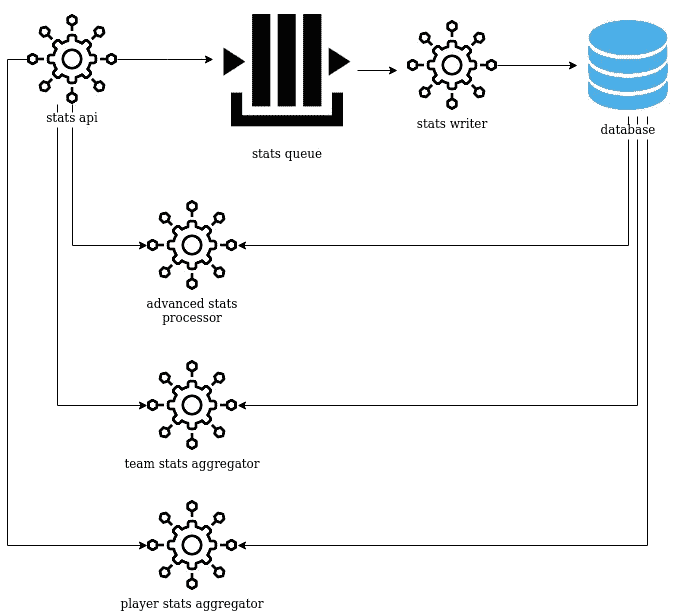 stats api
stats queue
stats writer
database
advanced stats
processor
team stats aggregator
player stats aggregator